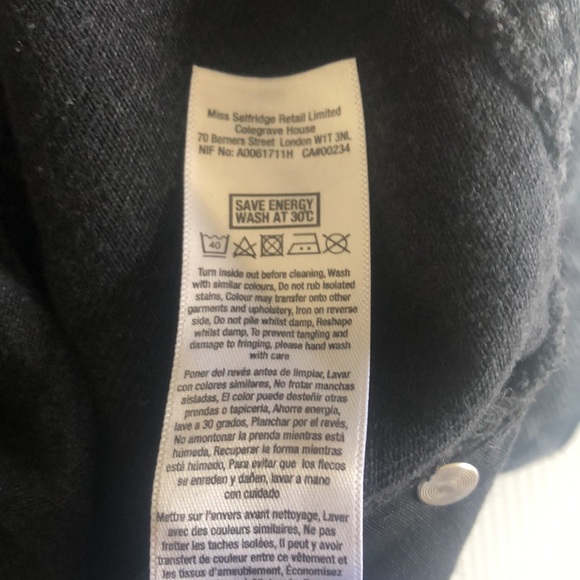 Miss Selfridge Retail Limited
Colegrave House
70 Berners Street London W1T 3NL
NIF No: A0061711H CA#00234
SAVE ENERGY
WASH AT 30°C
40
Turn inside out before cleaning, Wash
with similar colours, Do not rub isolated
stains, Colour may transfer onto other
garments and upholstry, Iron on reverse
side, Do not pile whilst damp, Reshape
whilst damp. To prevent tangling and
damage to fringing, please hand wash
with care
Poner del revés antes de limpiar, Lavar
con colores similares, No frotar manchas
aisladas, El color puede desteñir otras
prendas o tapicería, Ahorre energía,
lave a 30 grados, Planchar por el revés,
No amontonar la prenda mientras está
húmeda, Recuperar la forma mientras
está húmedo, Para evitar que los flecos
se enreden y dañen, lavar a mano
con cuidado
Mettre sur l'envers avant nettoyage, Laver
avec des couleurs similaires, Ne pas
frotter les taches isolées, Il peut y avoir
transfert de couleur entre ce vêtement et
les tissus d'ameublement, Économisez